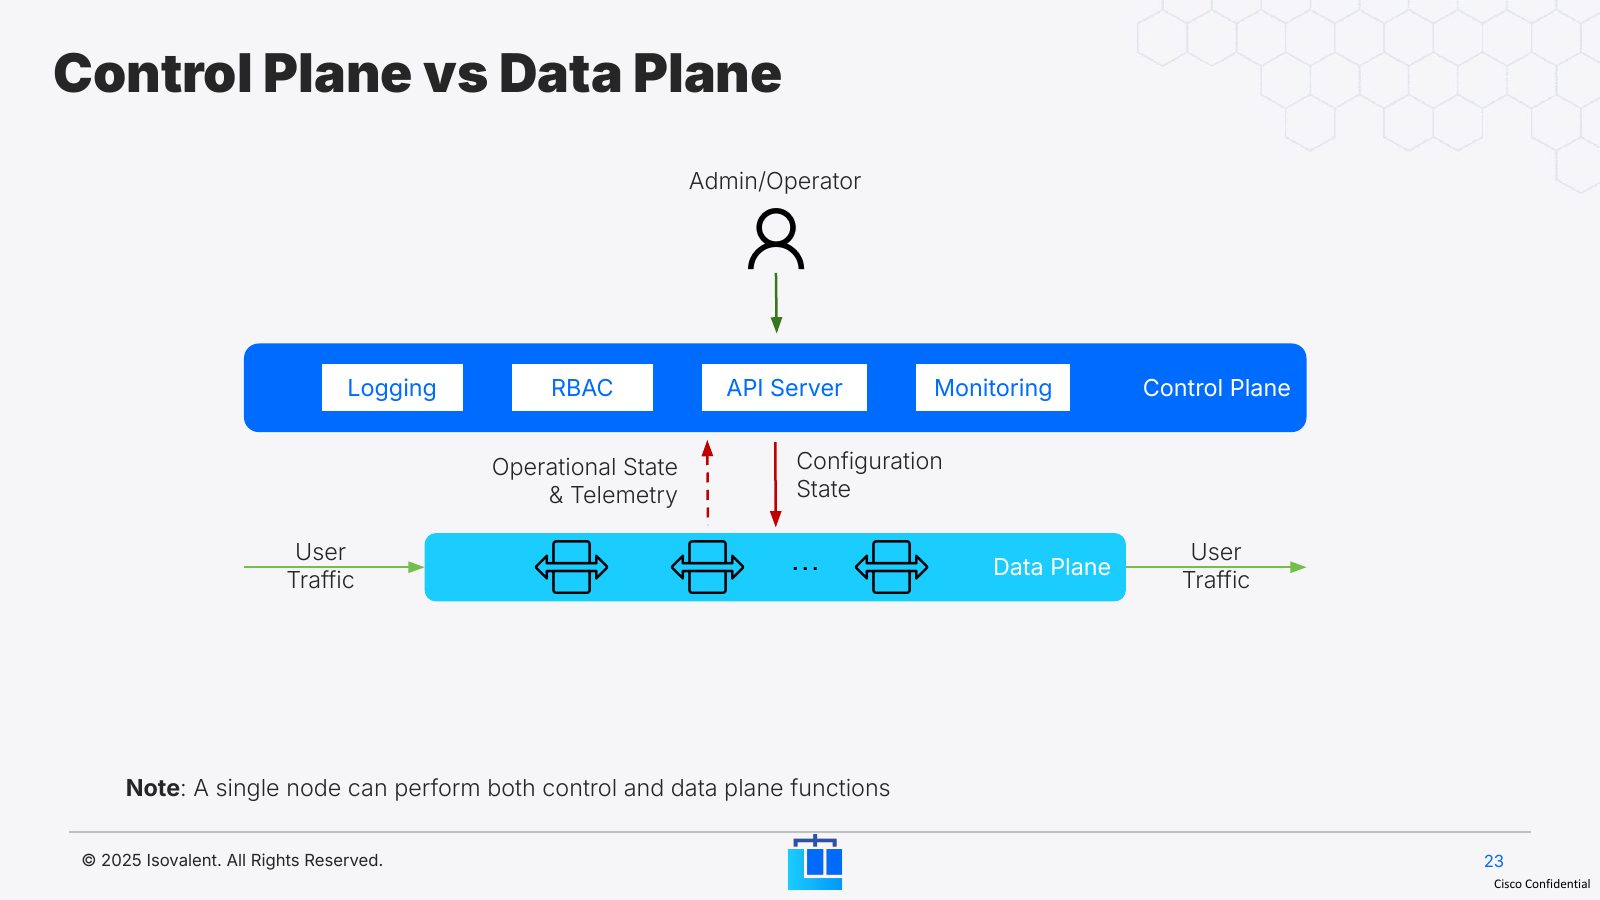 Control Plane vs Data Plane
Admin/Operator
Logging
RBAC
API Server
Monitoring
Control Plane
Operational State
& Telemetry
Configuration
State
User
Traffic
...
Data Plane
User
Traffic
Note: A single node can perform both control and data plane functions
© 2025 Isovalent. All Rights Reserved.
23
Cisco Confidential